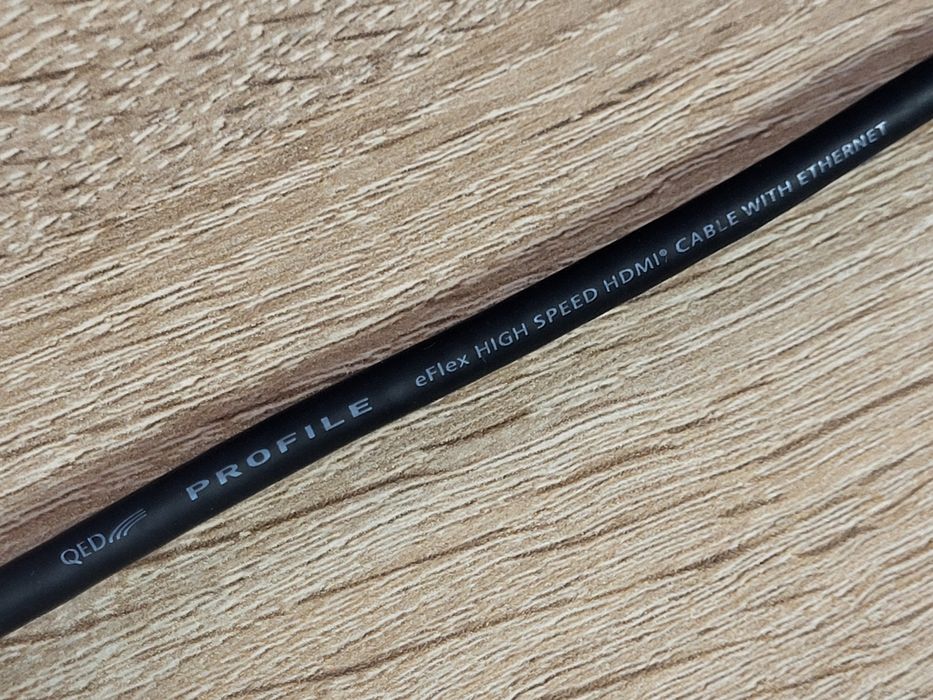 QED PROFILE eFlex HIGH SPEED HDMI® CABLE WITH ETHERNET